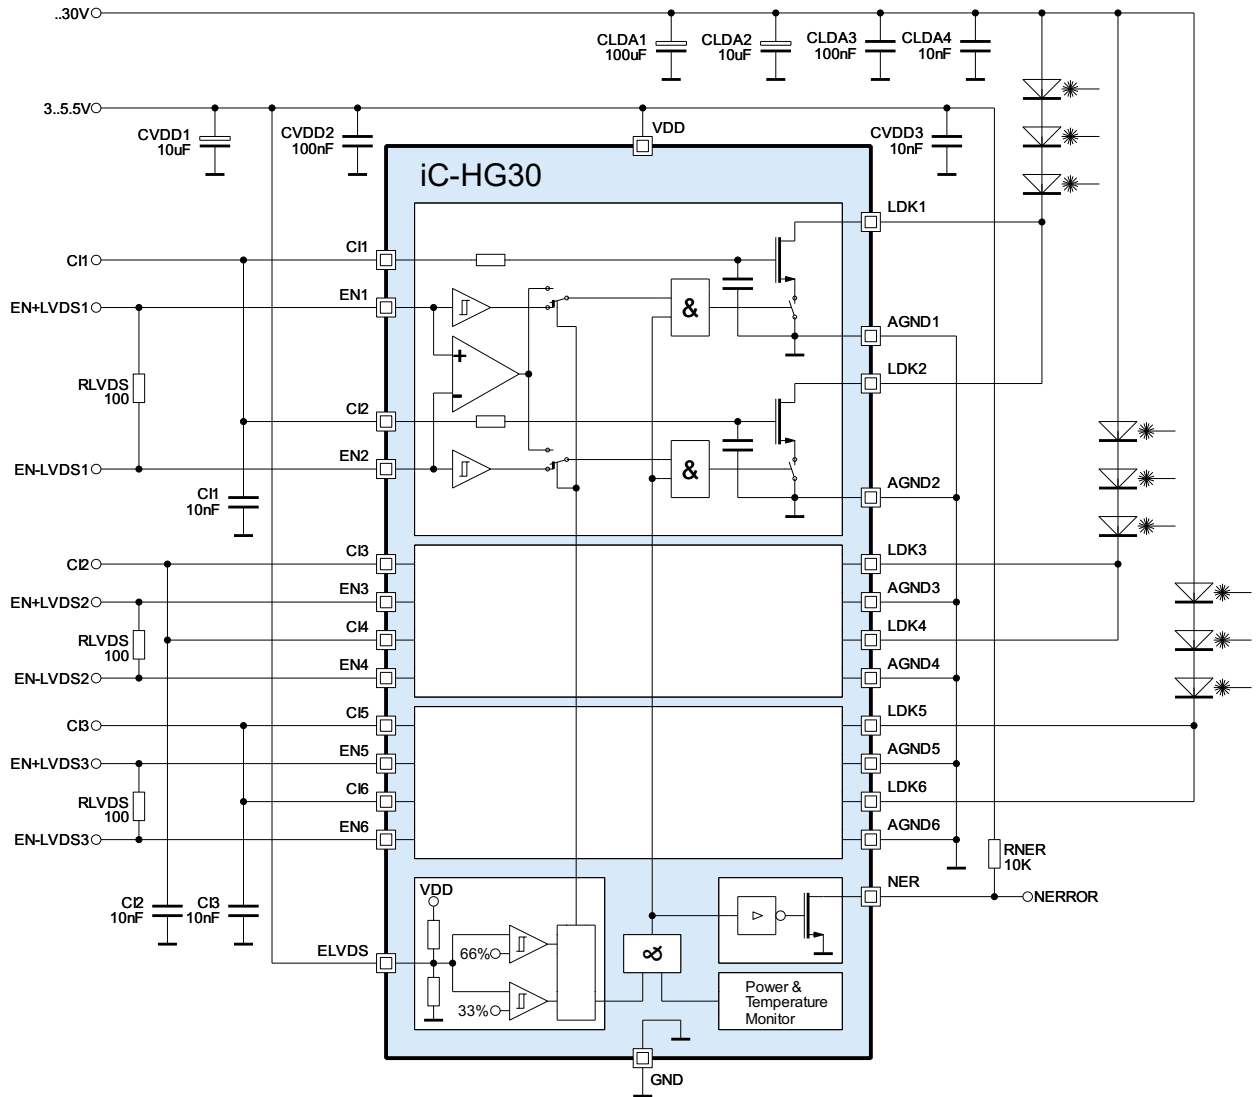 ..30V
CLDA1
100uF
CLDA2
10uF
CLDA3
100nF
CLDA4
10nF
3..5.5V
CVDD1
10uF
CVDD2
100nF
VDD
CVDD3
10nF
iC-HG30
CI1
CI1
LDK1
EN+LVDS1
EN1
&
AGND1
+
-
LDK2
RLVDS
100
CI2
EN-LVDS1
EN2
&
AGND2
CI1
10nF
CI2
CI3
LDK3
EN+LVDS2
EN3
AGND3
RLVDS
100
CI4
LDK4
EN-LVDS2
EN4
AGND4
CI3
CI5
LDK5
EN+LVDS3
EN5
AGND5
RLVDS
100
CI6
LDK6
EN-LVDS3
EN6
AGND6
RNER
10K
CI2
10nF
CI3
10nF
VDD
NER
NERROR
ELVDS
66%
33%
&
Power &
Temperature
Monitor
GND